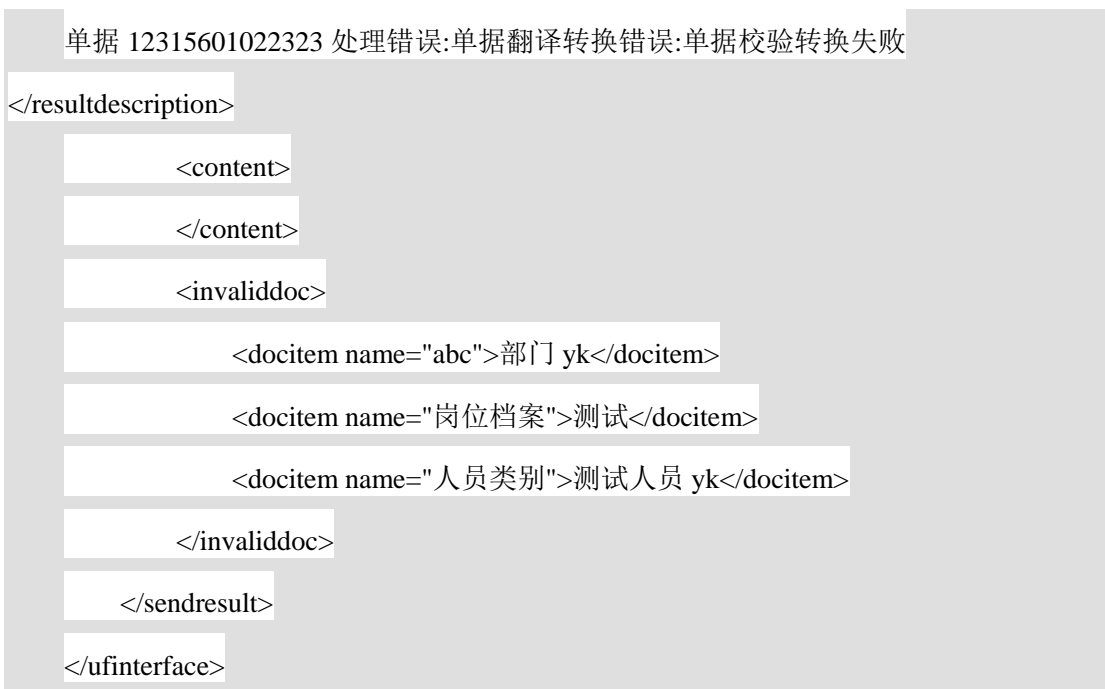 单据 12315601022323 处理错误:单据翻译转换错误:单据校验转换失败
</resultdescription>
<content>
</content>
<invaliddoc>
<docitem name="abc">部门 yk</docitem>
<docitem name="岗位档案">测试</docitem>
<docitem name="人员类别">测试人员 yk</docitem>
</invaliddoc>
</sendresult>
</ufinterface>